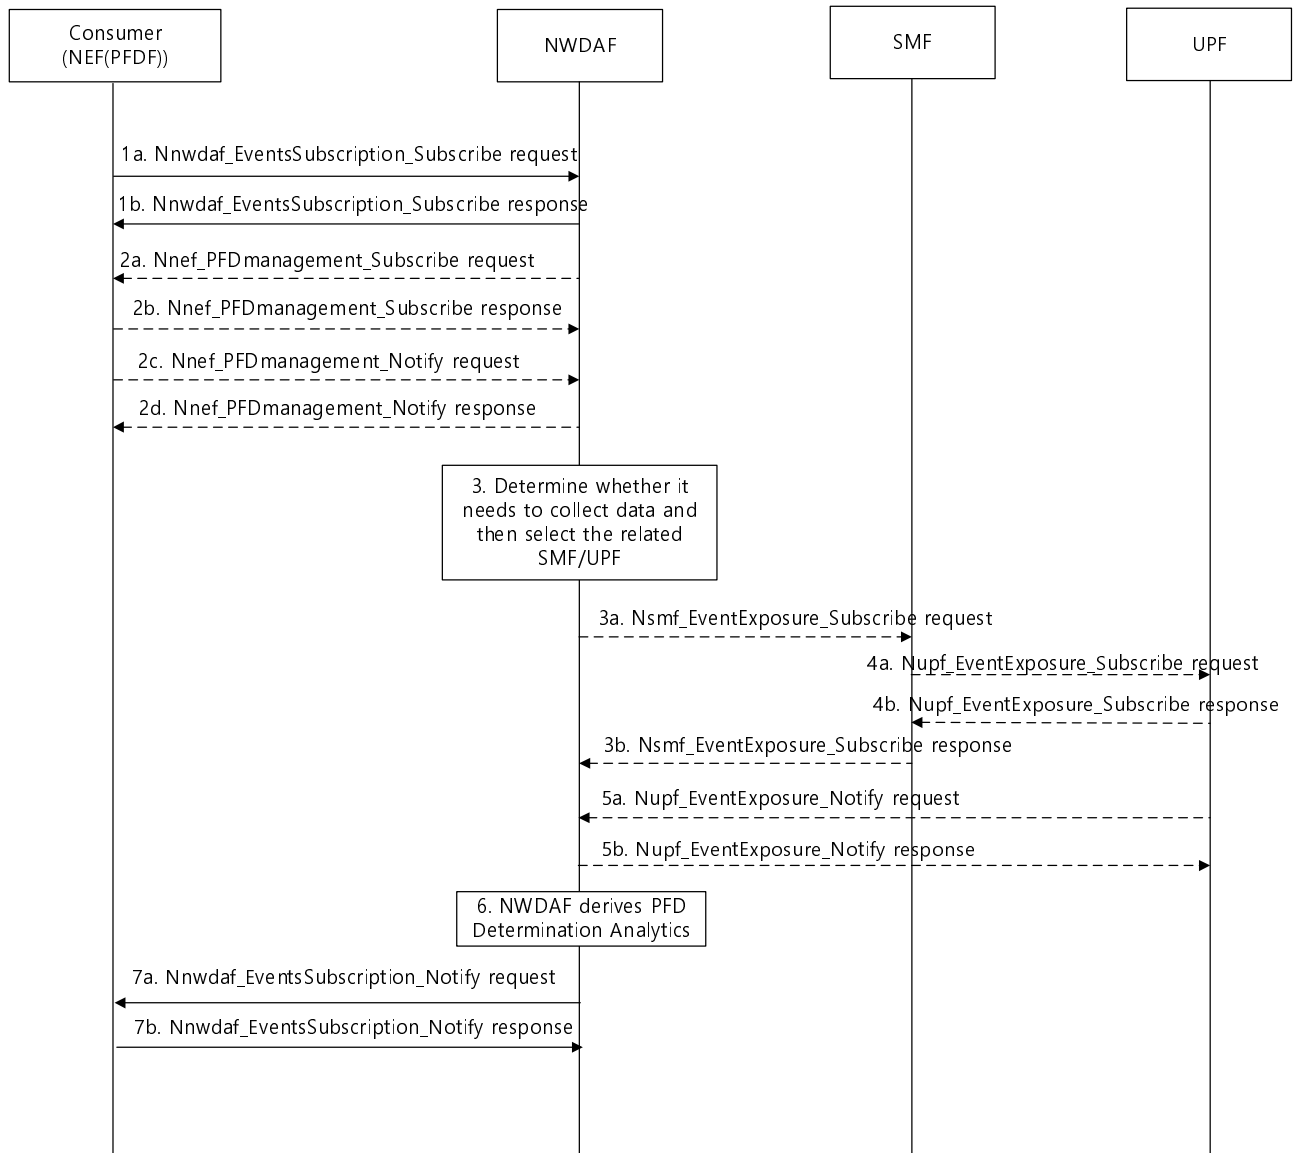 Consumer
(NEF(PFDF))
NWDAF
SMF
UPF
1a. Nnwdaf_EventsSubscription_Subscribe request
1b. Nnwdaf_EventsSubscription_Subscribe response
2a. Nnef_PFDmanagement_Subscribe request
2b. Nnef_PFDmanagement_Subscribe response
2c. Nnef_PFDmanagement_Notify request
2d. Nnef_PFDmanagement_Notify response
3. Determine whether it
needs to collect data and
then select the related
SMF/UPF
3a. Nsmf_EventExposure_Subscribe request
4a. Nupf_EventExposure_Subscribe request
4b. Nupf_EventExposure_Subscribe response
3b. Nsmf_EventExposure_Subscribe response
5a. Nupf_EventExposure_Notify request
5b. Nupf_EventExposure_Notify response
6. NWDAF derives PFD
Determination Analytics
7a. Nnwdaf_EventsSubscription_Notify request
7b. Nnwdaf_EventsSubscription_Notify response